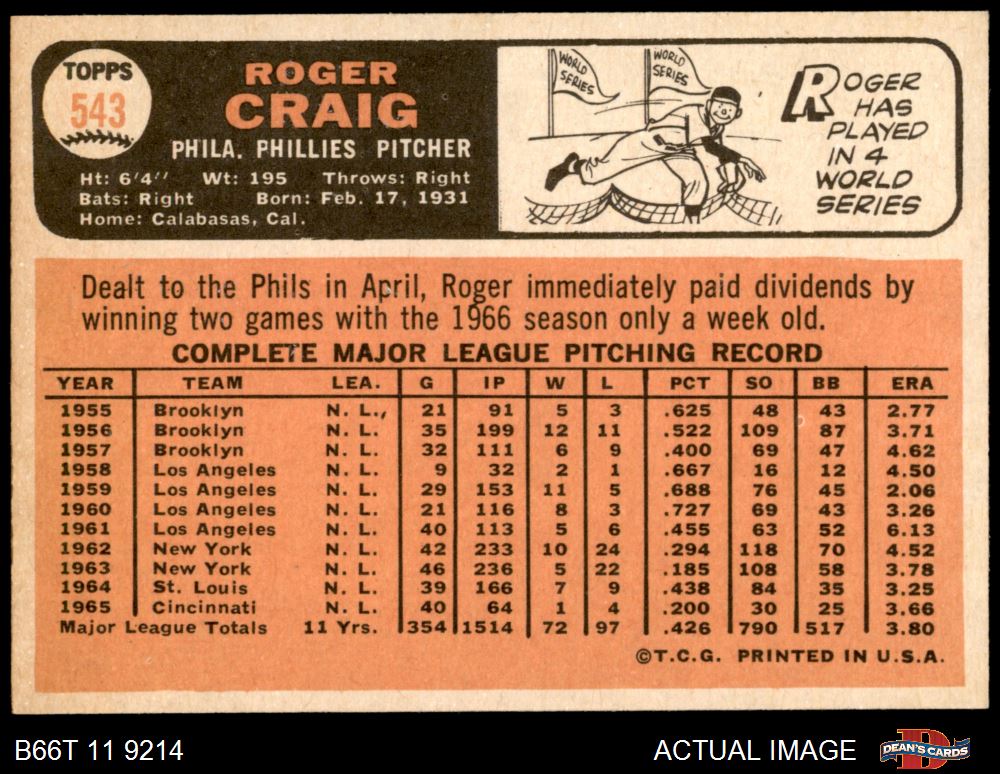 TOPPS
543
ROGER
CRAIG
PHILA. PHILLIES PITCHER
Ht: 6'4" Wt: 195 Throws: Right
Bats: Right Born: Feb. 17, 1931
Home: Calabasas, Cal.
WORLD
SERIES
WORLD
SERIES
ROGER
HAS
PLAYED
IN 4
WORLD
SERIES
Dealt to the Phils in April, Roger immediately paid dividends by
winning two games with the 1966 season only a week old.
COMPLETE MAJOR LEAGUE PITCHING RECORD
YEAR TEAM LEA. G IP W L PCT SO BB ERA
1955 Brooklyn N. L., 21 91 5 3 .625 48 43 2.77
1956 Brooklyn N. L. 35 199 12 11 .522 109 87 3.71
1957 Brooklyn N. L. 32 111 6 9 .400 69 47 4.62
1958 Los Angeles N. L. 9 32 2 1 .667 16 12 4.50
1959 Los Angeles N. L. 29 153 11 5 .688 76 45 2.06
1960 Los Angeles N. L. 21 116 8 3 .727 69 43 3.26
1961 Los Angeles N. L. 40 113 5 6 .455 63 52 6.13
1962 New York N. L. 42 233 10 24 .294 118 70 4.52
1963 New York N. L. 46 236 5 22 .185 108 58 3.78
1964 St. Louis N. L. 39 166 7 9 .438 84 35 3.25
1965 Cincinnati N. L. 40 64 1 4 .200 30 25 3.66
Major League Totals 11 Yrs. 354 1514 72 97 .426 790 517 3.80
©T.C.G. PRINTED IN U.S.A.
B66T 11 9214
ACTUAL IMAGE
DEAN'S CARDS